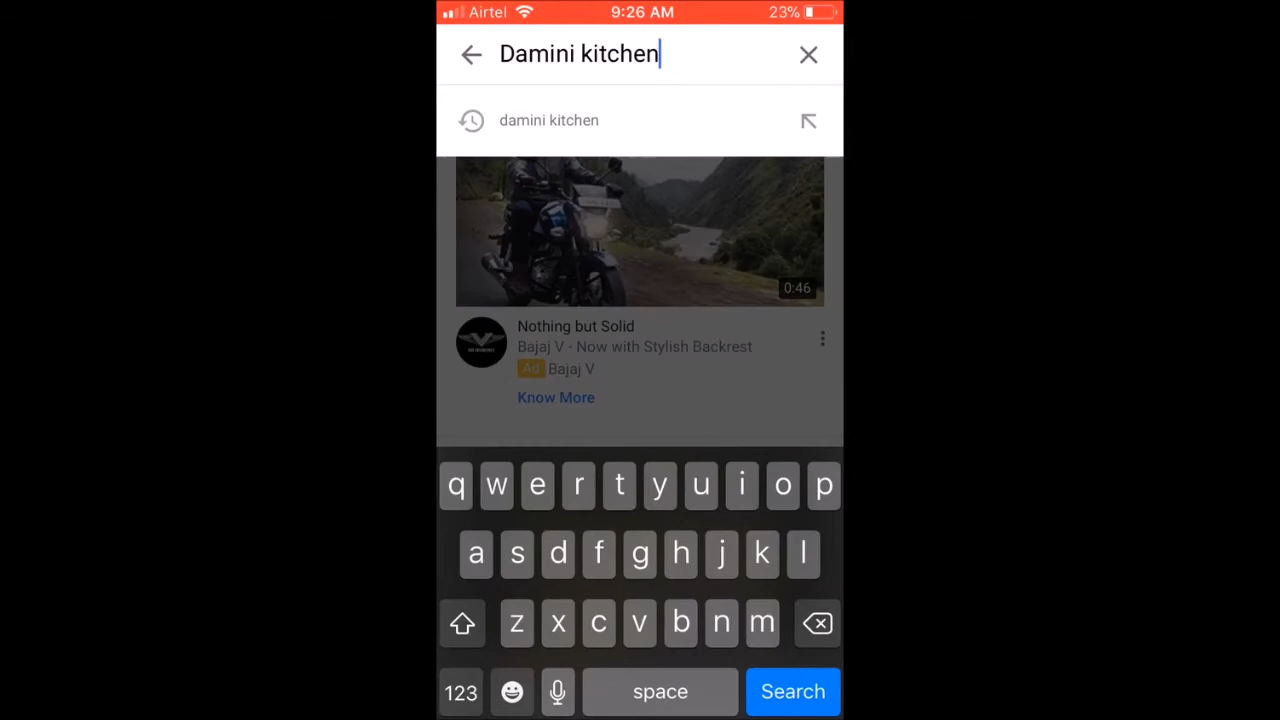 Airtel 9:26 AM 23%
Damini kitchen
damini kitchen
0:46
Nothing but Solid
Bajaj V - Now with Stylish Backrest
Ad Bajaj V
Know More
q w e r t y u i o p
a s d f g h j k l
z x c v b n m
123 space Search